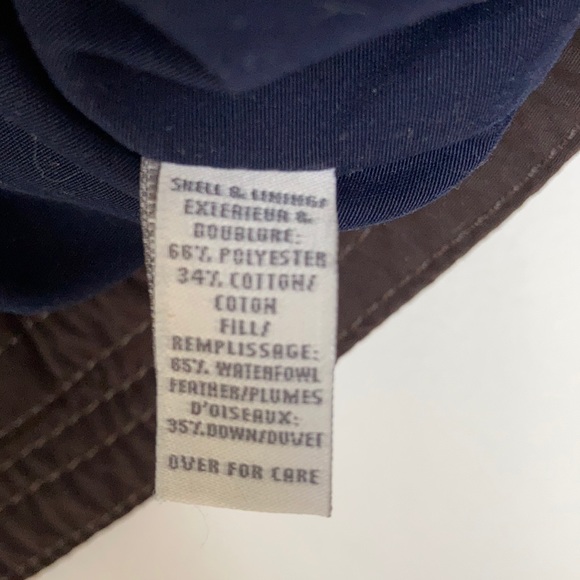 SHELL & LINING/
EXTERIEUR &
DOUBLURE:
66% POLYESTER
34% COTTON/
COTON
FILL/
REMPLISSAGE:
65% WATERFOWL
FEATHER/PLUMES
D'OISEAUX:
35% DOWN/DUVET
OVER FOR CARE